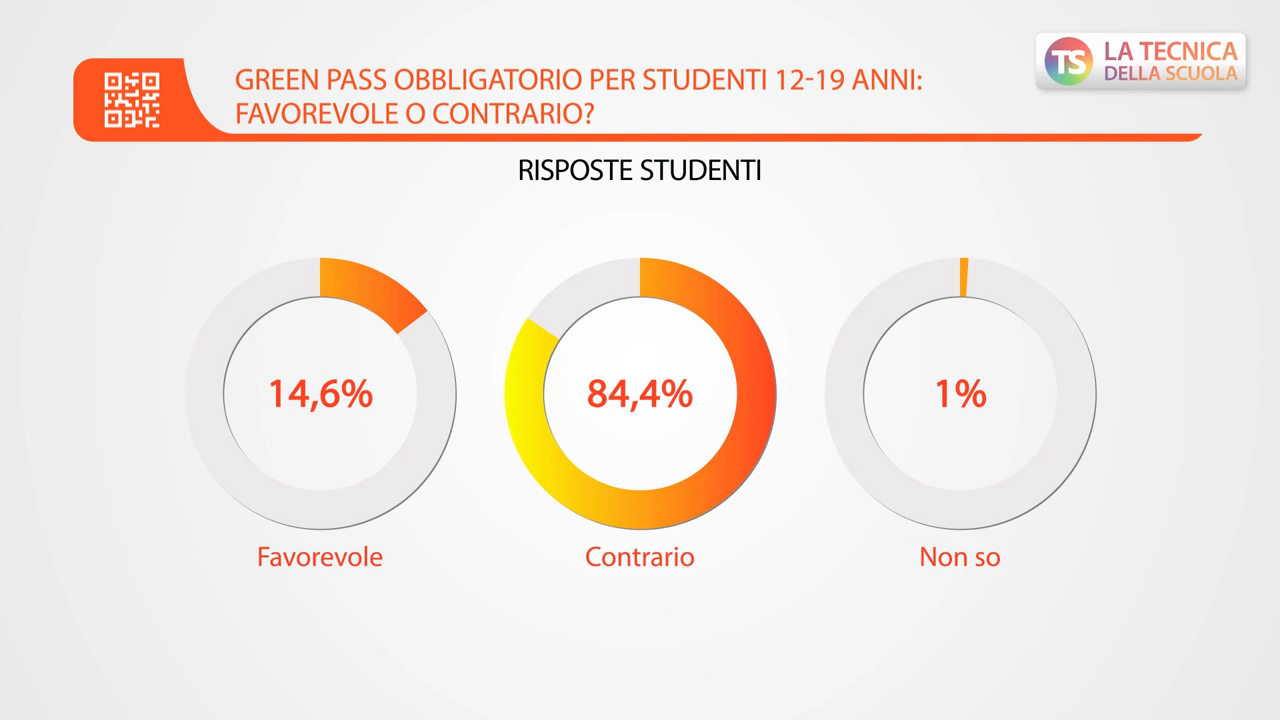 GREEN PASS OBBLIGATORIO PER STUDENTI 12-19 ANNI:
FAVOREVOLE O CONTRARIO?
TS
LA TECNICA
DELLA SCUOLA
RISPOSTE STUDENTI
14,6%
84,4%
1%
Favorevole
Contrario
Non so